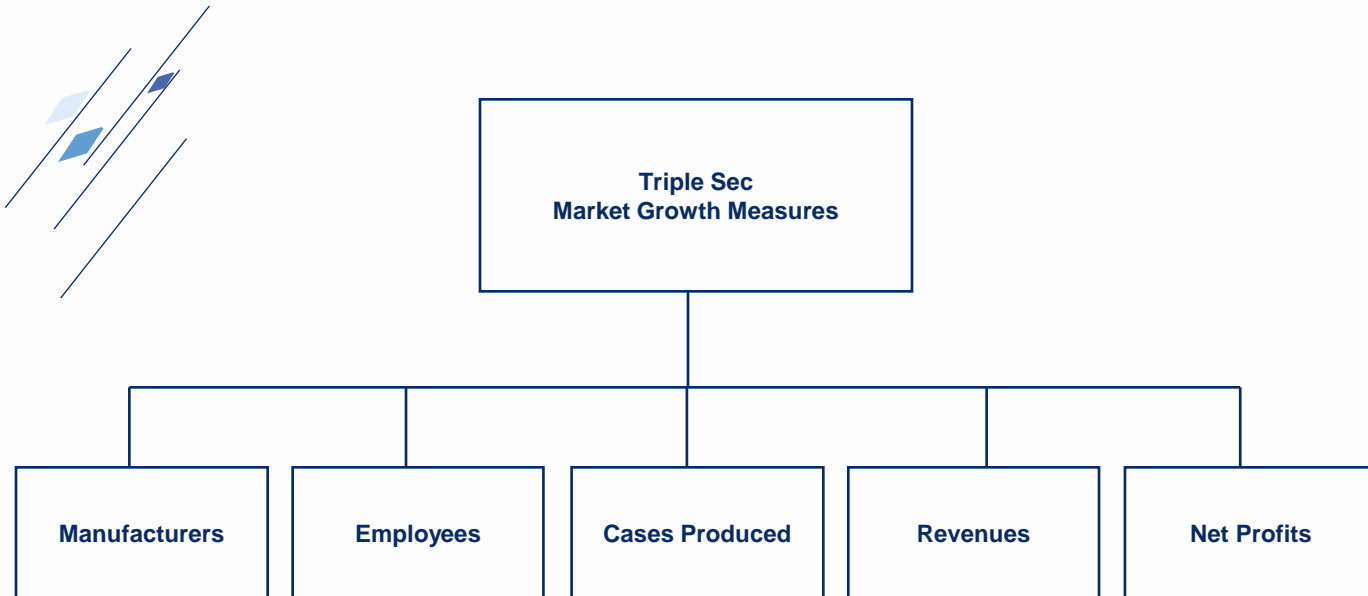 Triple Sec
Market Growth Measures
Manufacturers
Employees
Cases Produced
Revenues
Net Profits